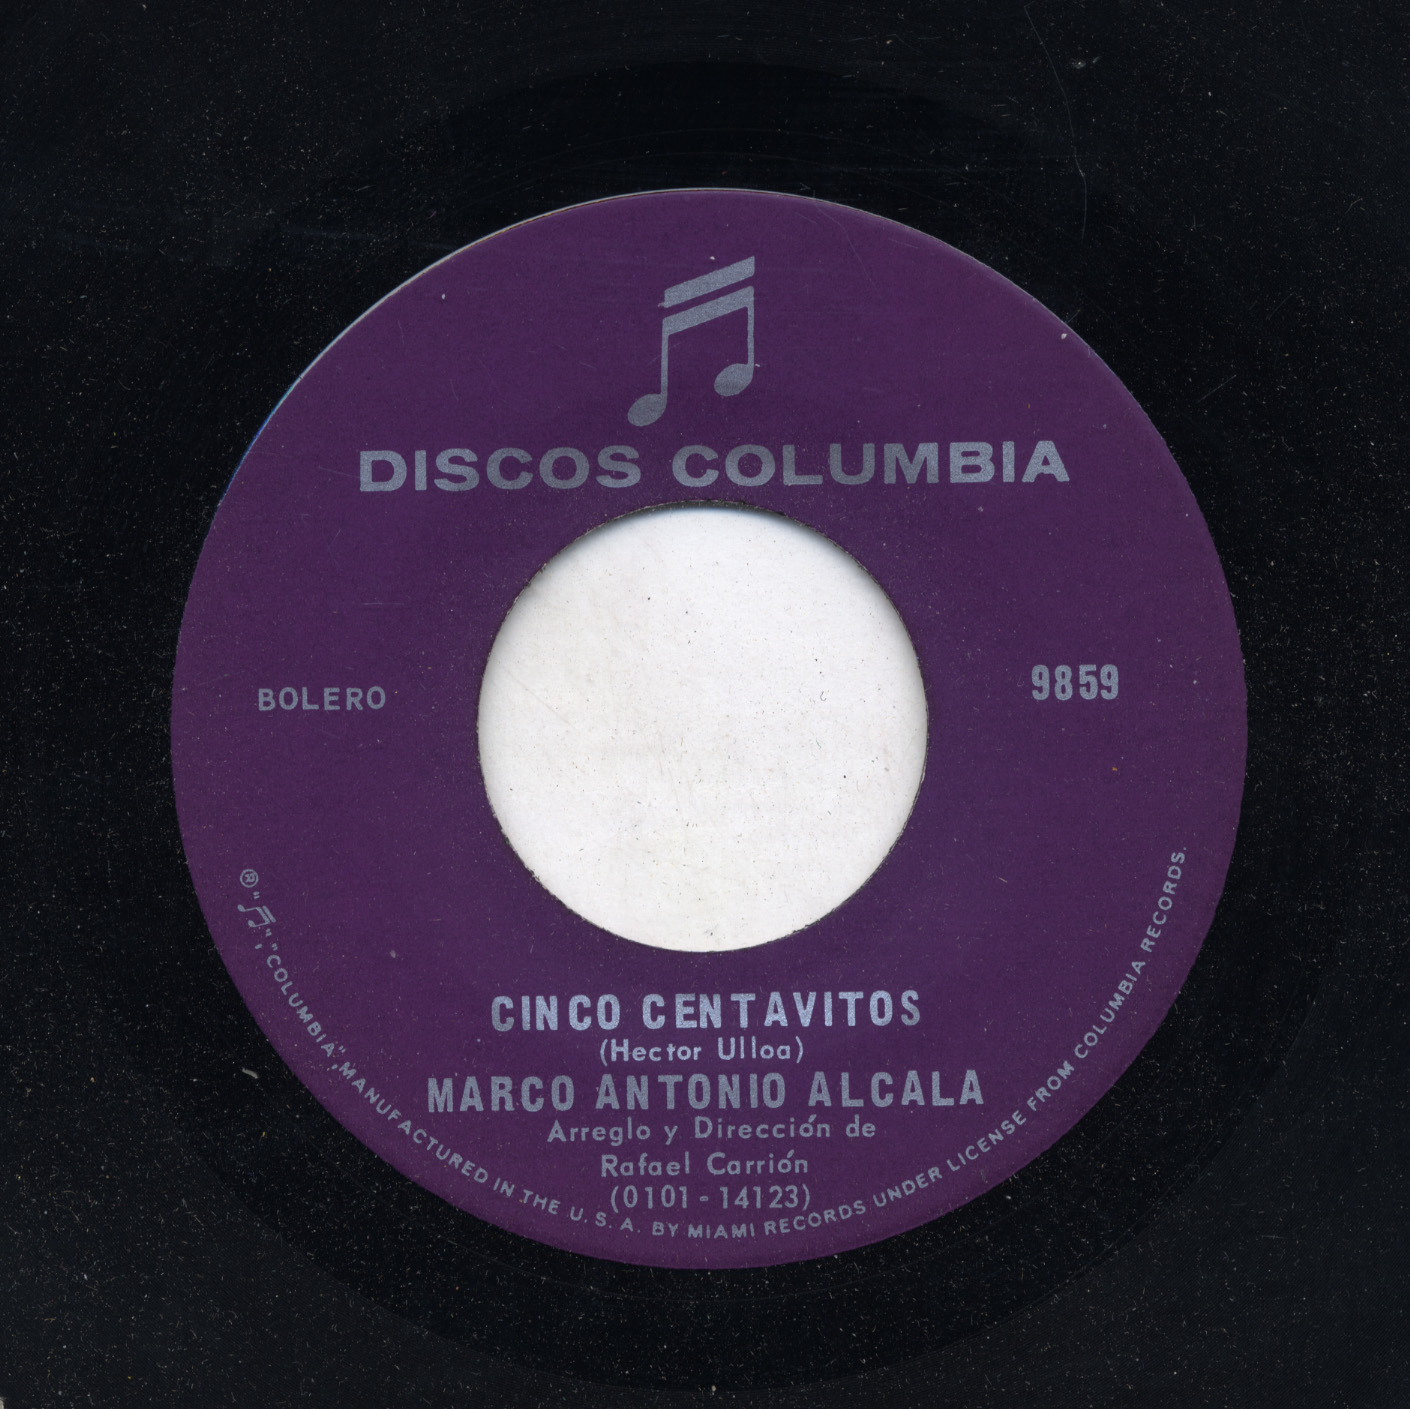 DISCOS COLUMBIA
BOLERO
9859
CINCO CENTAVITOS
(Hector Ulloa)
MARCO ANTONIO ALCALA
Arreglo y Dirección de
Rafael Carrión
(0101 - 14123)
℗ "♫", "COLUMBIA", MANUFACTURED IN THE U. S. A. BY MIAMI RECORDS UNDER LICENSE FROM COLUMBIA RECORDS.